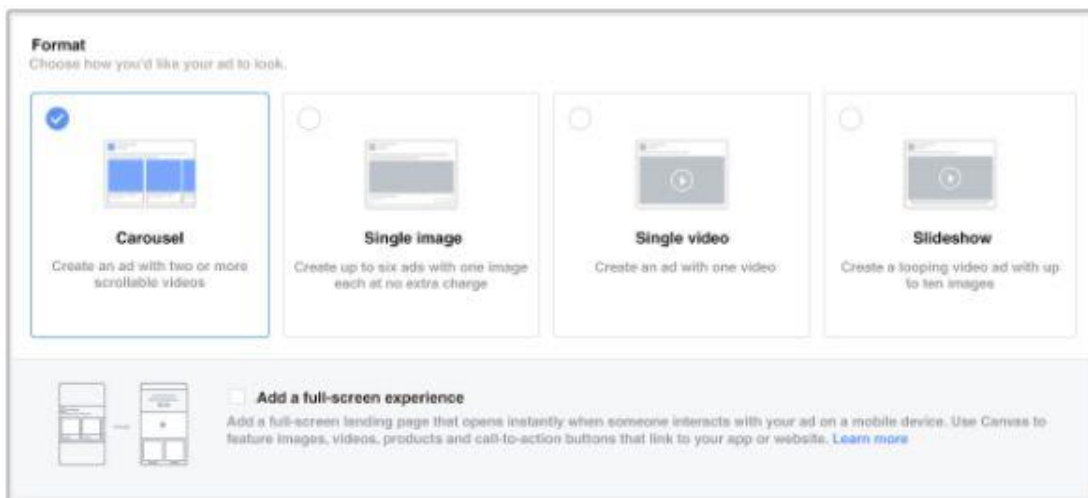 Format
Choose how you'd like your ad to look.
Carousel
Create an ad with two or more
scrollable videos
Single image
Create up to six ads with one image
each at no extra charge
Single video
Create an ad with one video
Slideshow
Create a looping video ad with up
to ten images
Add a full-screen experience
Add a full-screen landing page that opens instantly when someone interacts with your ad on a mobile device. Use Canvas to
feature images, videos, products and call-to-action buttons that link to your app or website. Learn more